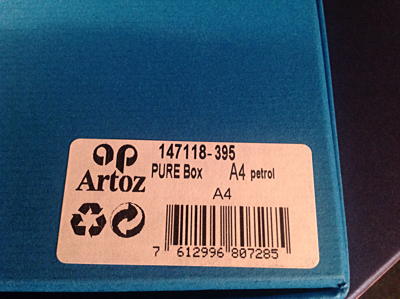 147118-395
Artoz
PURE Box A4 petrol
A4
7 612996 807285